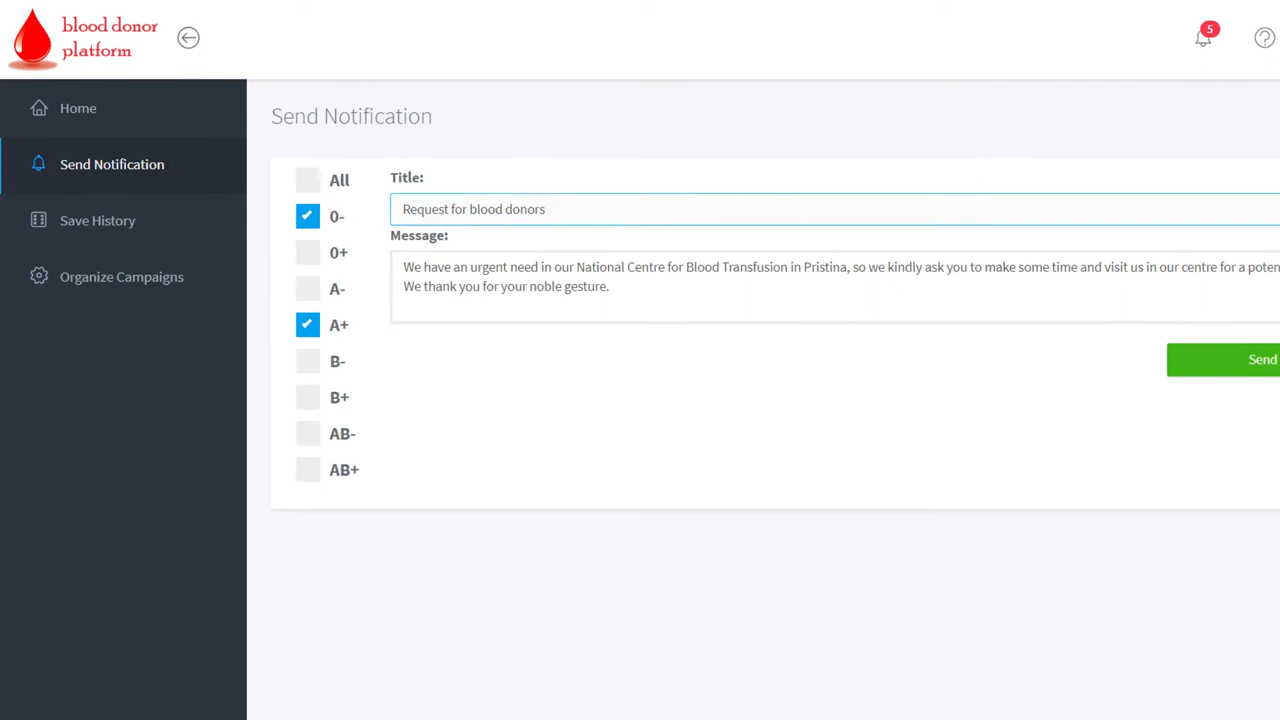 blood donor
platform
5
Home
Send Notification
Save History
Organize Campaigns
Send Notification
All
0-
0+
A-
A+
B-
B+
AB-
AB+
Title:
Request for blood donors
Message:
We have an urgent need in our National Centre for Blood Transfusion in Pristina, so we kindly ask you to make some time and visit us in our centre for a
We thank you for your noble gesture.
Send